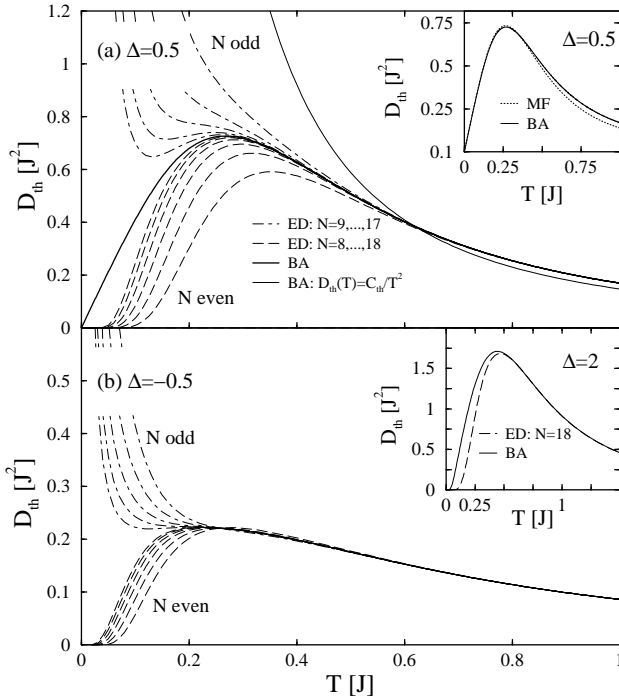 (a) Δ=0.5
N odd
1.2
1
0.8
0.6
0.4
0.2
0
D_th [J²]
ED: N=9,...,17
ED: N=8,...,18
BA
BA: D_th(T)=C_th/T²
N even
0.75
0.25
0.1
D_th [J²]
Δ=0.5
MF
BA
0
0.25
0.75
T [J]
(b) Δ=−0.5
N odd
0.5
0.4
0.3
0.2
0.1
0
D_th [J²]
N even
1.5
1
0.5
0
D_th [J²]
Δ=2
ED: N=18
BA
0
0.25
1
T [J]
0
0.2
0.4
0.6
0.8
1
T [J]